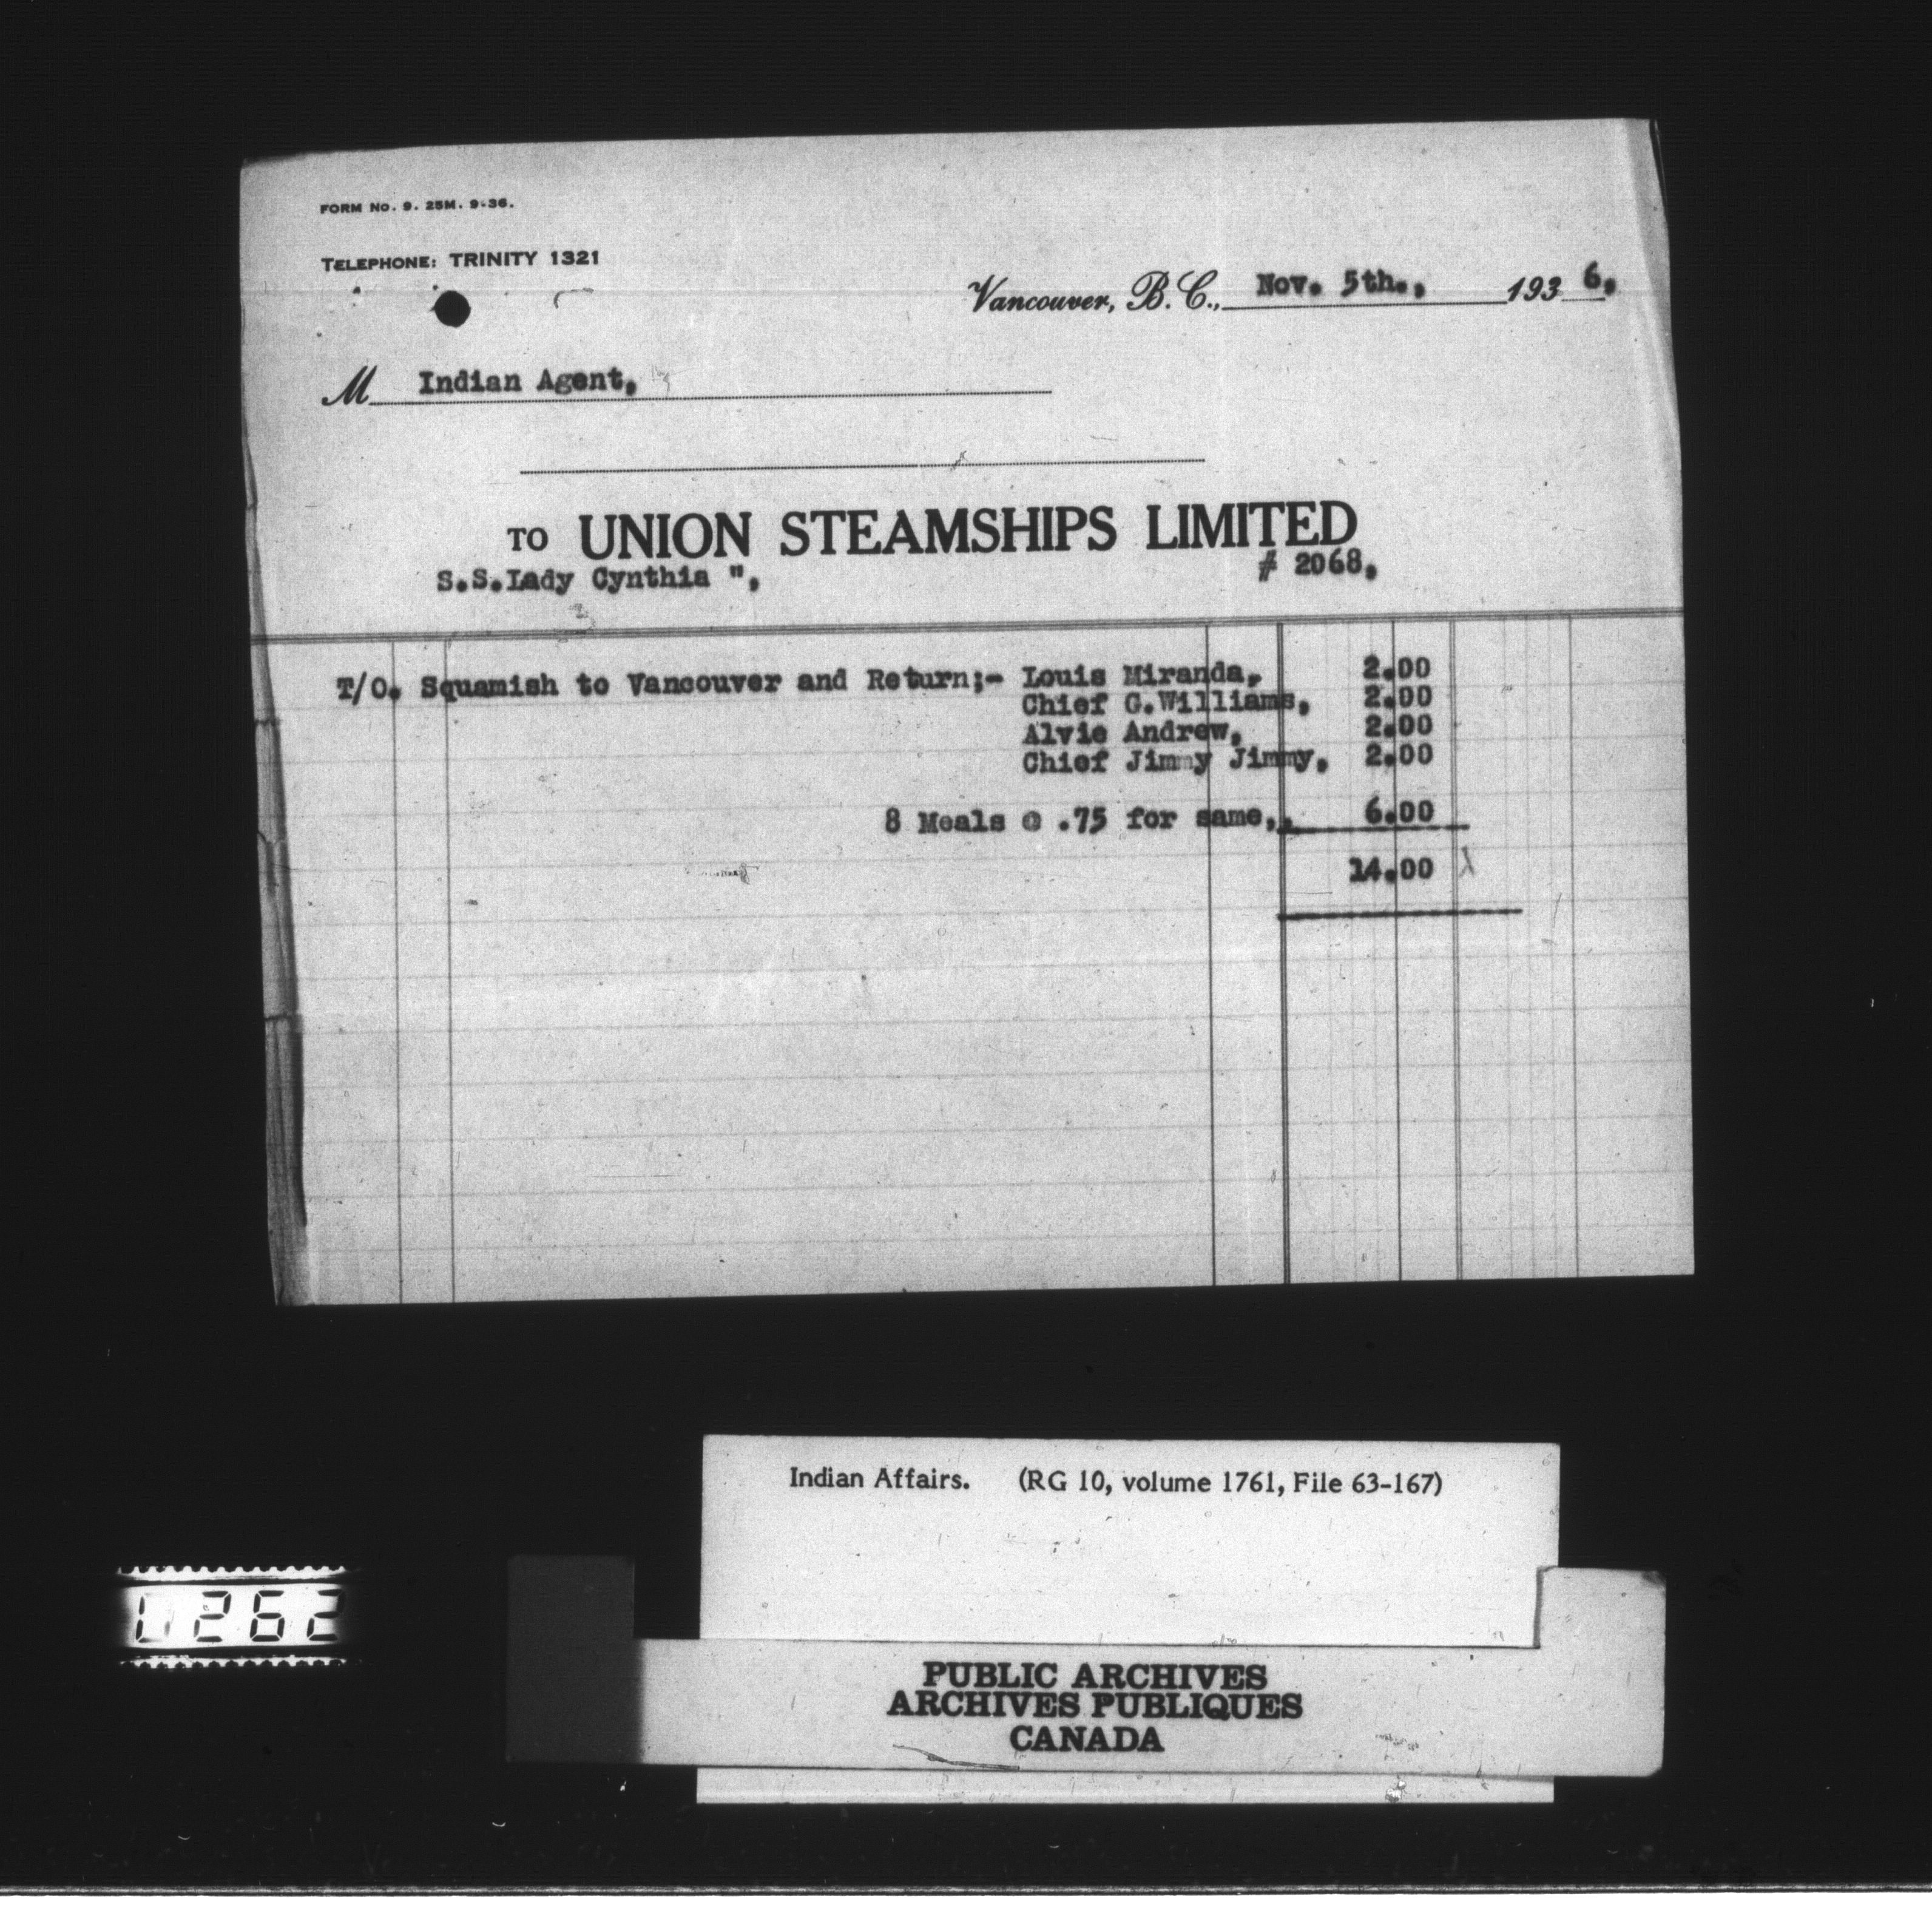 FORM NO. 9. 25M. 9-36.
TELEPHONE: TRINITY 1321
Vancouver, B.C., Nov. 5th., 193 6,
M Indian Agent,
TO UNION STEAMSHIPS LIMITED
S.S.Lady Cynthia ", # 2068,
T/O. Squamish to Vancouver and Return;- Louis Miranda, 2.00
Chief G.Williams, 2.00
Alvie Andrew, 2.00
Chief Jimmy Jimmy, 2.00
8 Meals @ .75 for same,. 6.00
14.00
Indian Affairs. (RG 10, volume 1761, File 63-167)
262
PUBLIC ARCHIVES
ARCHIVES PUBLIQUES
CANADA